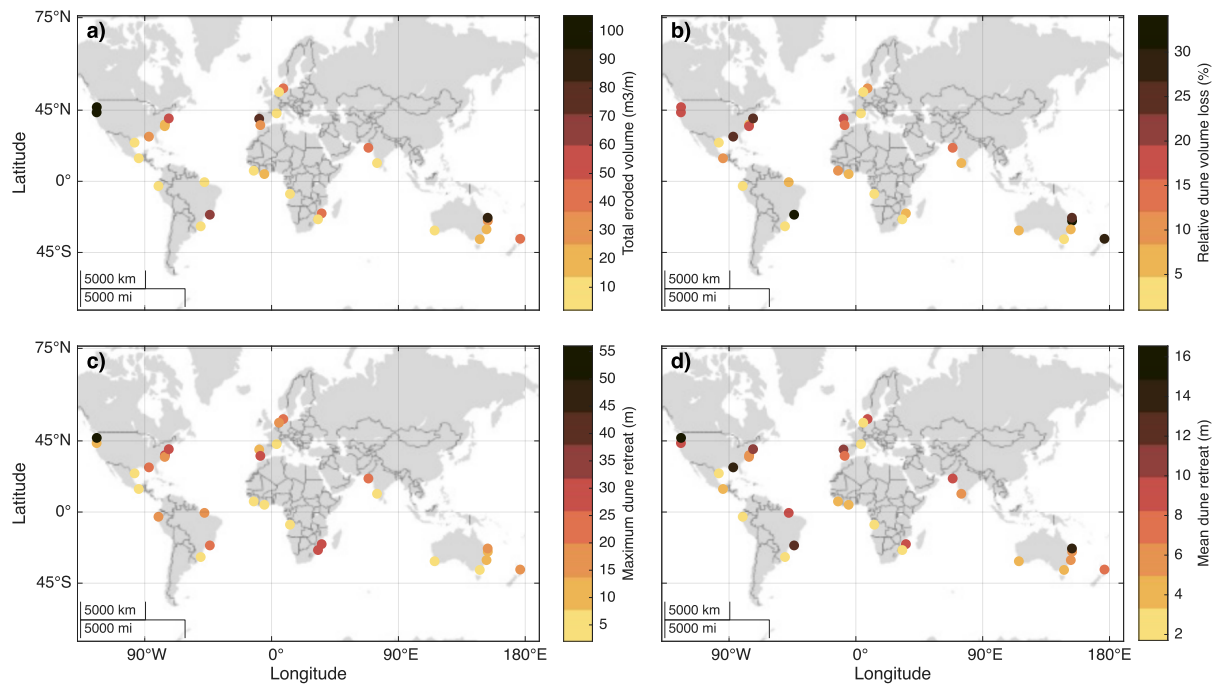 a)
75°N
45°N
0°
45°S
Latitude
5000 km
5000 mi
100
90
80
70
60
50
40
30
20
10
Total eroded volume (m3/m)
b)
5000 km
5000 mi
30
25
20
15
10
5
Relative dune volume loss (%)
c)
75°N
45°N
0°
45°S
Latitude
5000 km
5000 mi
90°W
0°
90°E
180°E
Longitude
55
50
45
40
35
30
25
20
15
10
5
Maximum dune retreat (m)
d)
5000 km
5000 mi
90°W
0°
90°E
180°E
Longitude
16
14
12
10
8
6
4
2
Mean dune retreat (m)